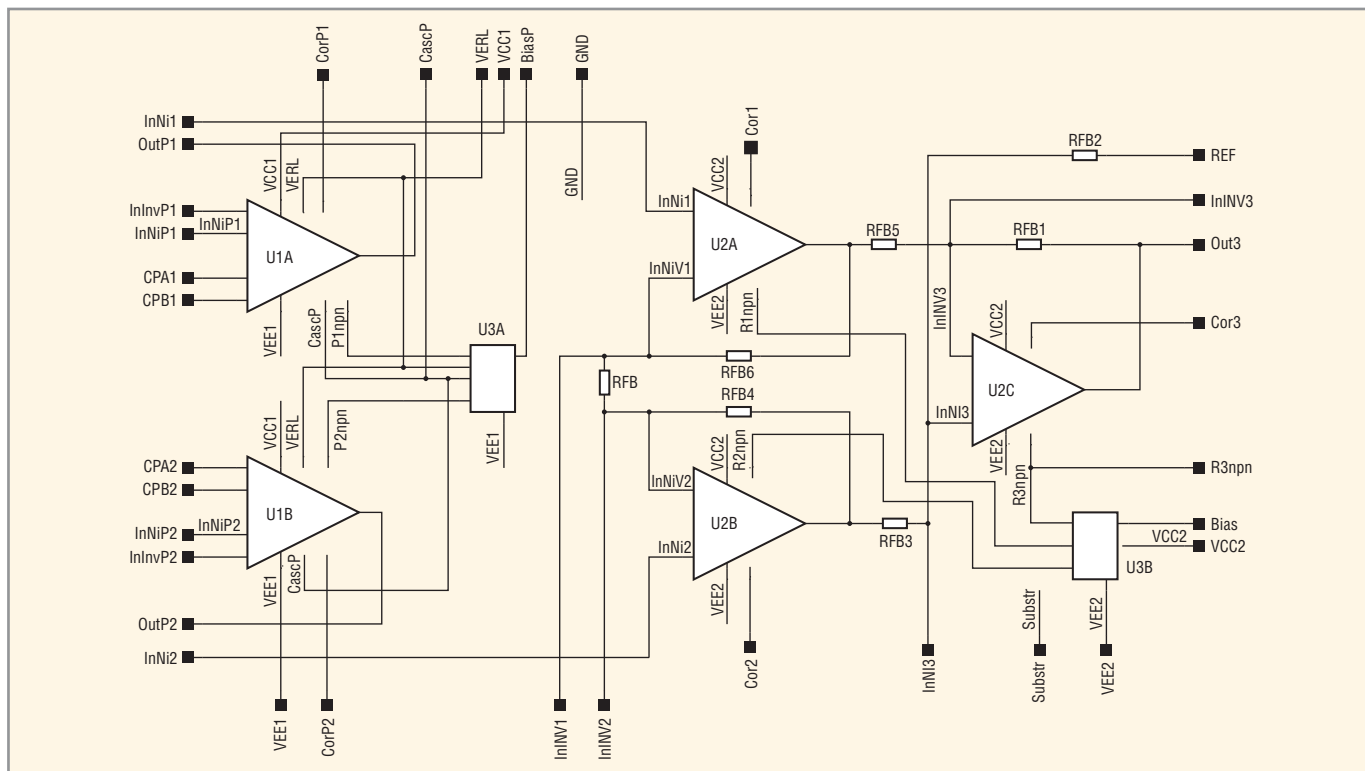 CorP1
CascP
VERL
VCC1
BiasP
GND
InNi1
OutP1
VCC1
VERL
InInvP1
InNiP1
InNiP1
U1A
CPA1
CPB1
VEE1
CascP
P1npn
U3A
VEE1
VCC1
VERL
P2npn
CPA2
CPB2
InNiP2
InNiP2
InInvP2
U1B
VEE1
CascP
OutP2
InNi2
VEE1
CorP2
GND
Cor1
VCC2
InNi1
U2A
InNiV1
VEE2
R1npn
RFB5
RFB6
RFB
RFB4
VCC2
R2npn
InNiV2
U2B
InNi2
VEE2
RFB3
Cor2
InINV1
InINV2
RFB2
REF
InINV3
RFB1
Out3
InINV3
VCC2
Cor3
U2C
InNI3
VEE2
R3npn
R3npn
Bias
VCC2
VCC2
U3B
VEE2
Substr
InNI3
Substr
VEE2